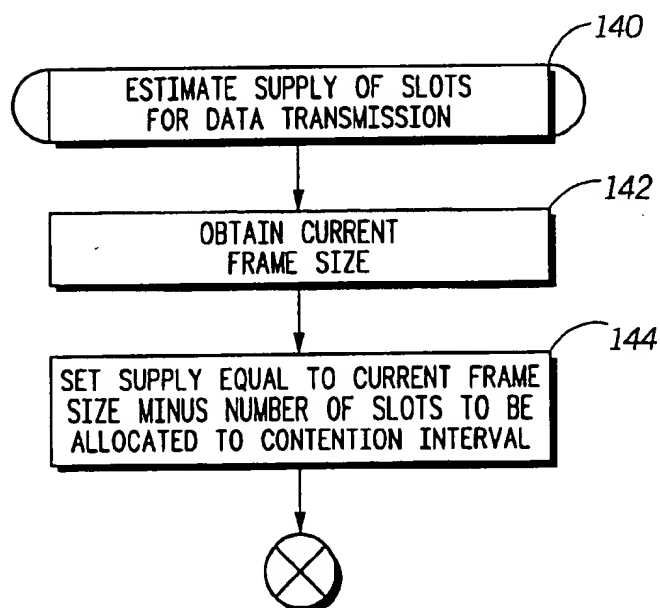 140
ESTIMATE SUPPLY OF SLOTS
FOR DATA TRANSMISSION
142
OBTAIN CURRENT
FRAME SIZE
144
SET SUPPLY EQUAL TO CURRENT FRAME
SIZE MINUS NUMBER OF SLOTS TO BE
ALLOCATED TO CONTENTION INTERVAL